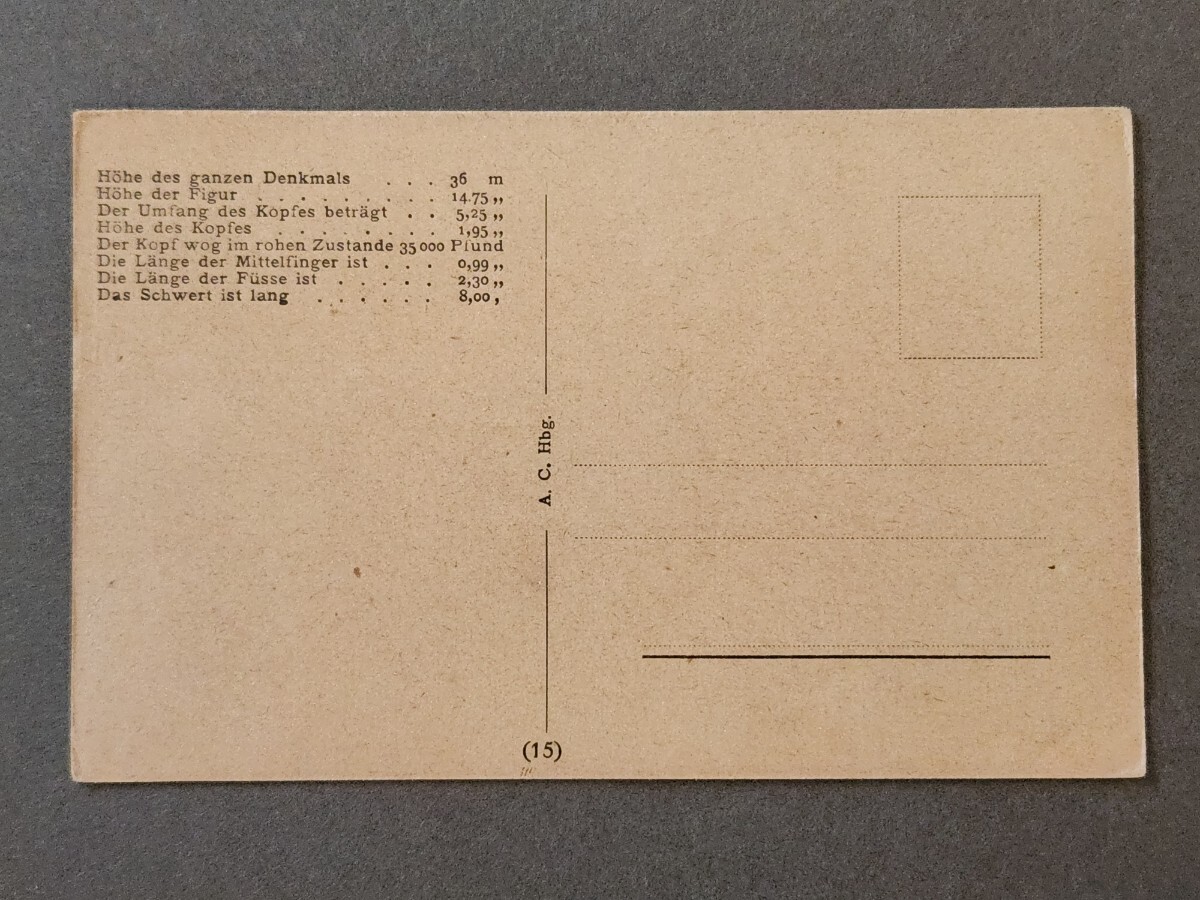 Höhe des ganzen Denkmals . . . 36 m
Höhe der Figur . . . . . . . . . 14.75 „
Der Umfang des Kopfes beträgt . . 5,25 „
Höhe des Kopfes . . . . . . . . 1,95 „
Der Kopf wog im rohen Zustande 35 000 Pfund
Die Länge der Mittelfinger ist . . . 0,99 „
Die Länge der Füsse ist . . . . . 2,30 „
Das Schwert ist lang . . . . . . 8,00 ,
A. C. Hbg.
(15)